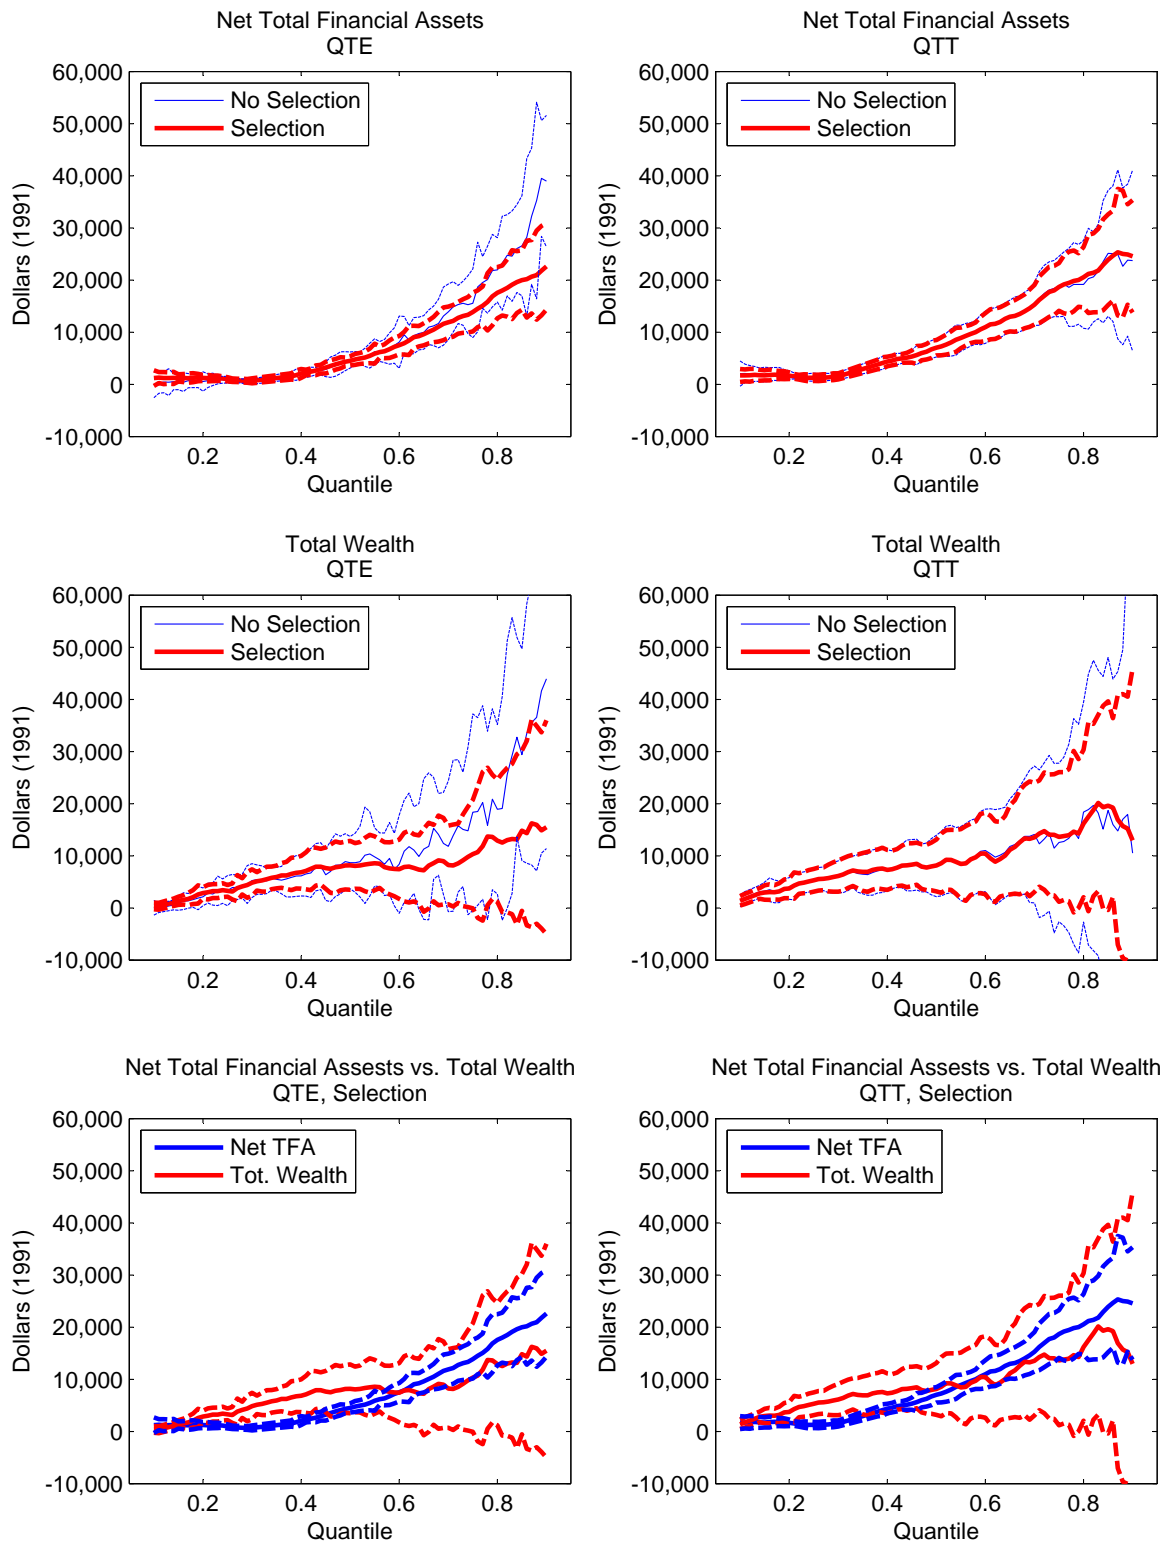 Net Total Financial Assets
QTE
60,000
50,000
40,000
30,000
20,000
10,000
0
-10,000
Dollars (1991)
No Selection
Selection
0.2 0.4 0.6 0.8
Quantile
Net Total Financial Assets
QTT
60,000
50,000
40,000
30,000
20,000
10,000
0
-10,000
Dollars (1991)
No Selection
Selection
0.2 0.4 0.6 0.8
Quantile
Total Wealth
QTE
60,000
50,000
40,000
30,000
20,000
10,000
0
-10,000
Dollars (1991)
No Selection
Selection
0.2 0.4 0.6 0.8
Quantile
Total Wealth
QTT
60,000
50,000
40,000
30,000
20,000
10,000
0
-10,000
Dollars (1991)
No Selection
Selection
0.2 0.4 0.6 0.8
Quantile
Net Total Financial Assests vs. Total Wealth
QTE, Selection
60,000
50,000
40,000
30,000
20,000
10,000
0
-10,000
Dollars (1991)
Net TFA
Tot. Wealth
0.2 0.4 0.6 0.8
Quantile
Net Total Financial Assests vs. Total Wealth
QTT, Selection
60,000
50,000
40,000
30,000
20,000
10,000
0
-10,000
Dollars (1991)
Net TFA
Tot. Wealth
0.2 0.4 0.6 0.8
Quantile